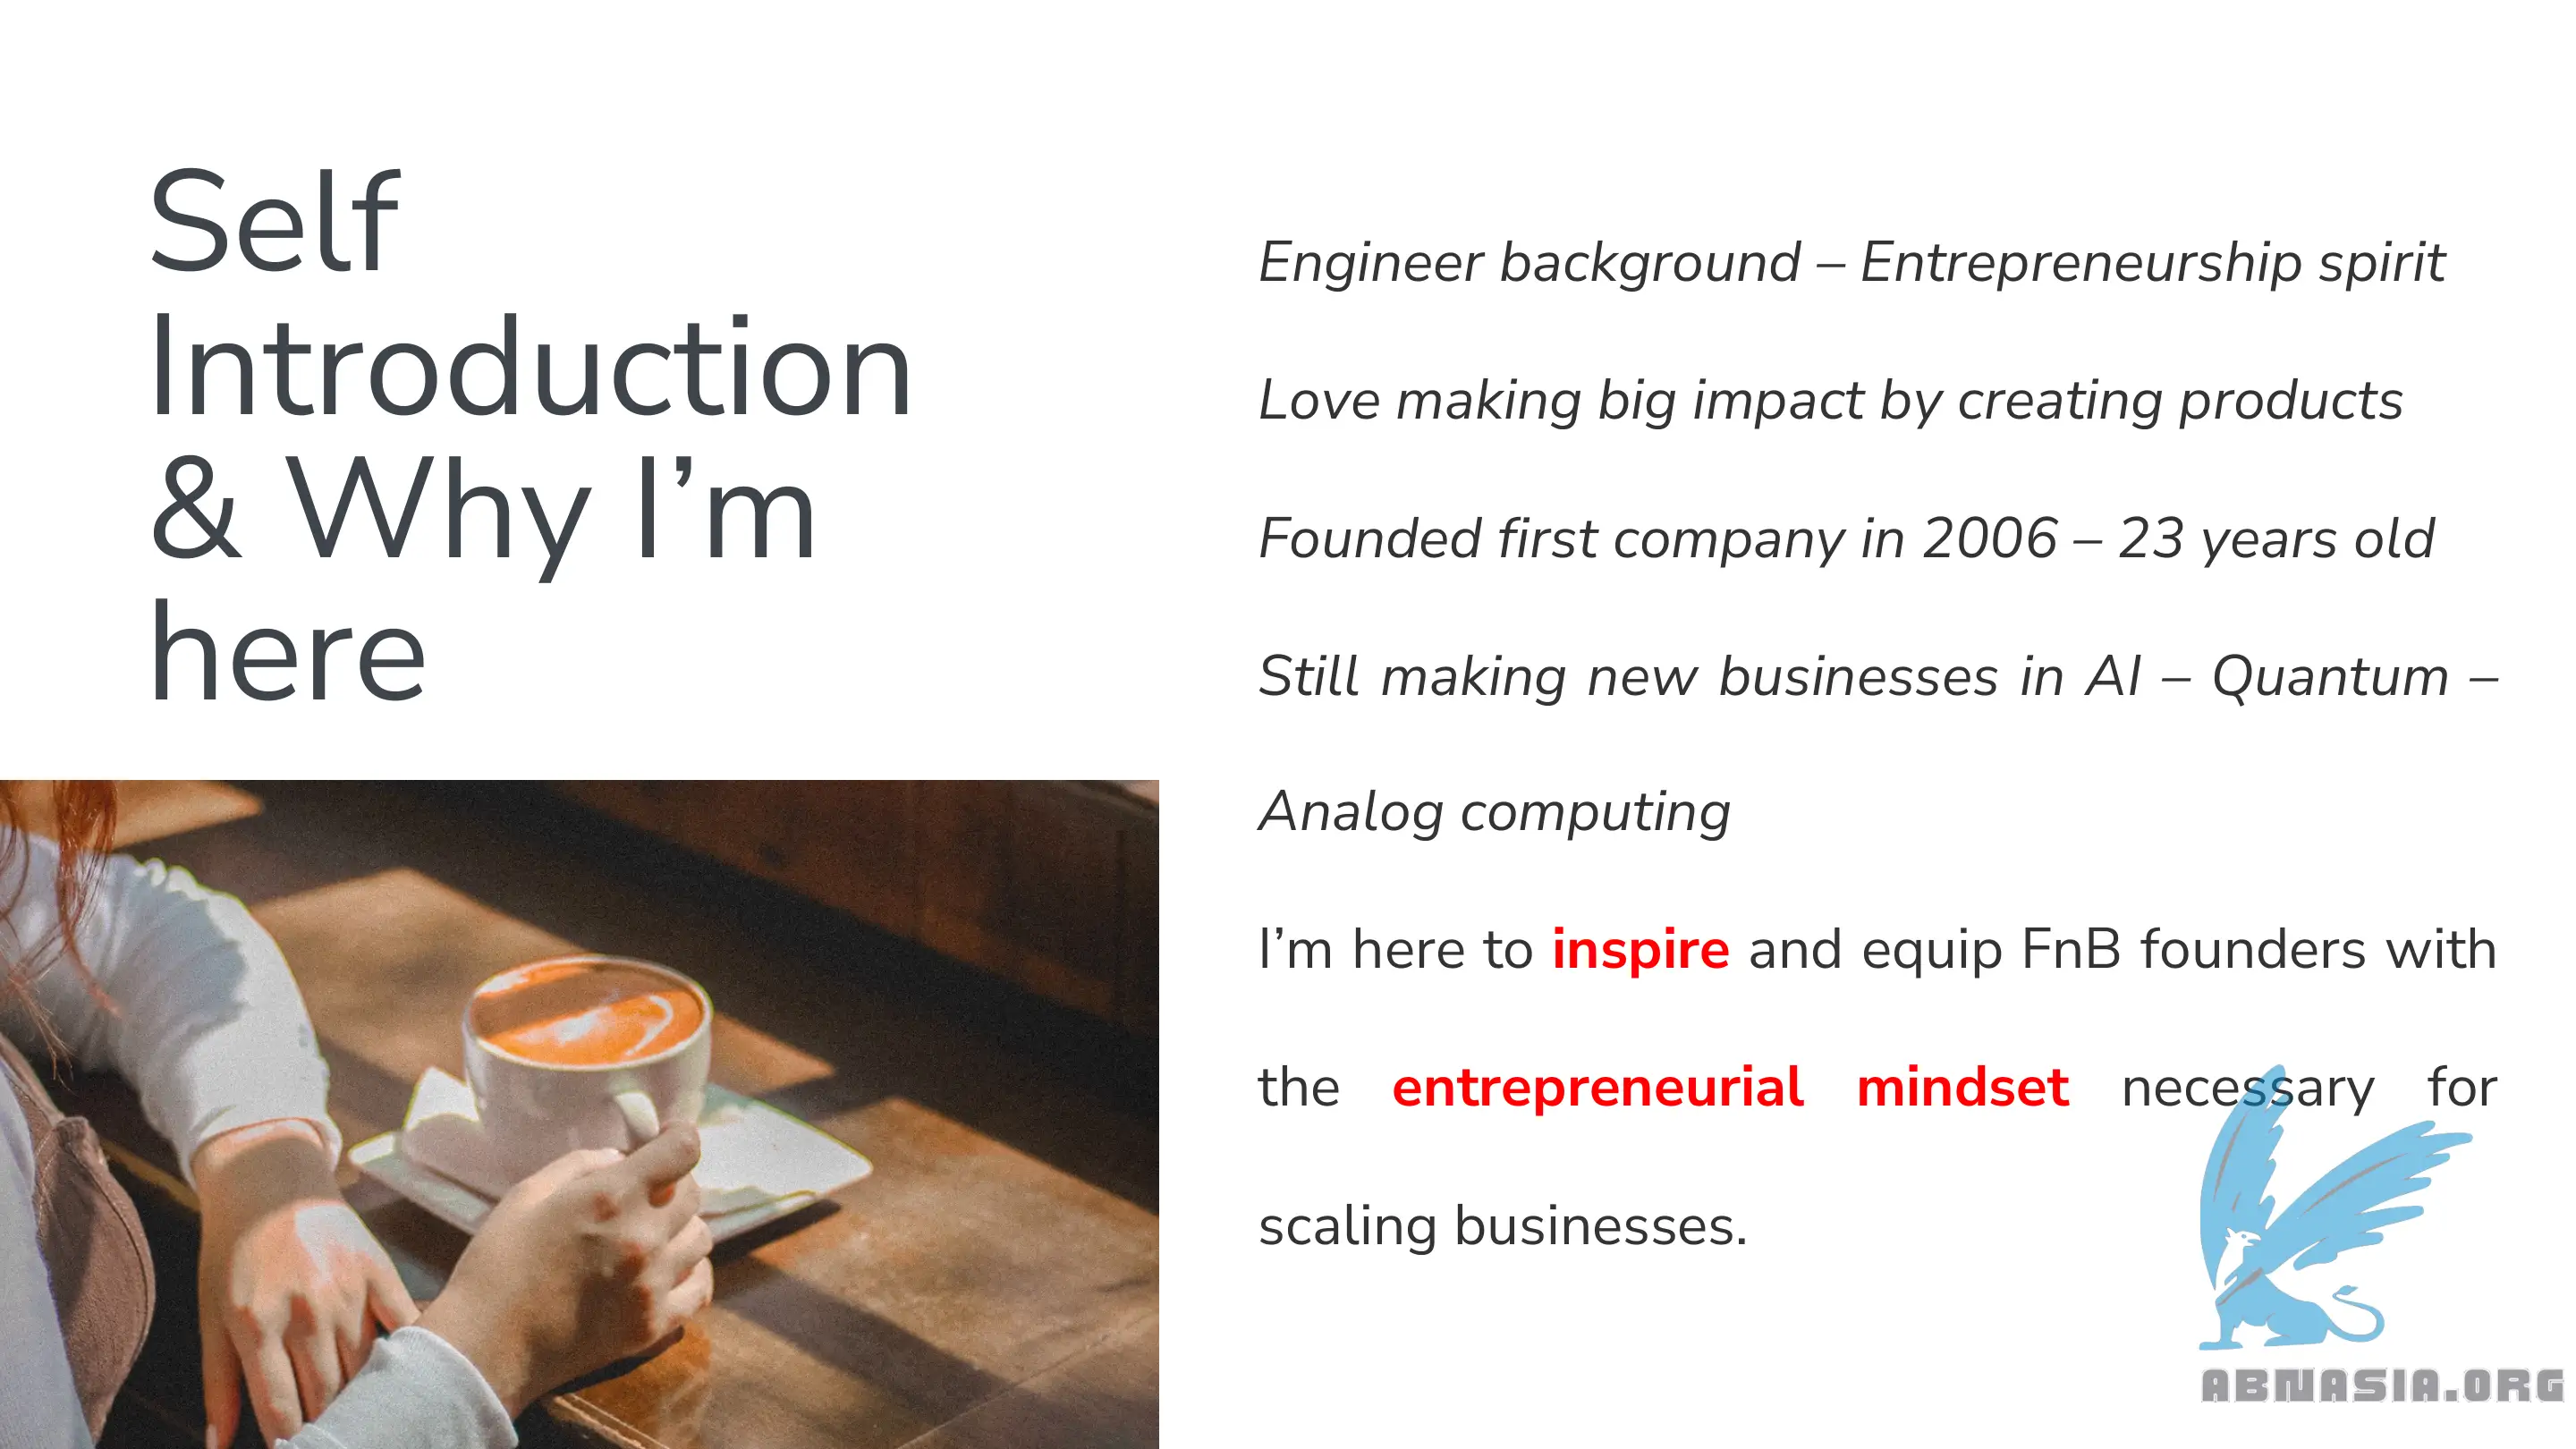 Self
Introduction
& Why I’m
here
Engineer background – Entrepreneurship spirit
Love making big impact by creating products
Founded first company in 2006 – 23 years old
Still making new businesses in AI – Quantum –
Analog computing
I’m here to inspire and equip FnB founders with
the entrepreneurial mindset necessary for
scaling businesses.
ABNASIA.ORG